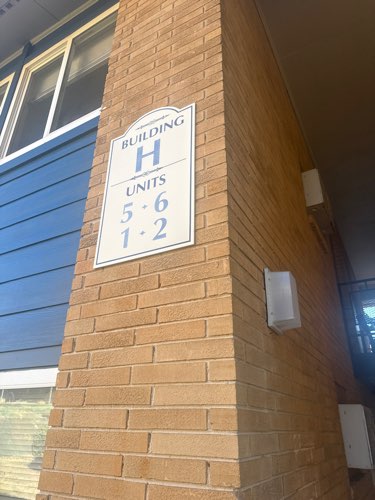 BUILDING
H
UNITS
5 • 6
1 • 2